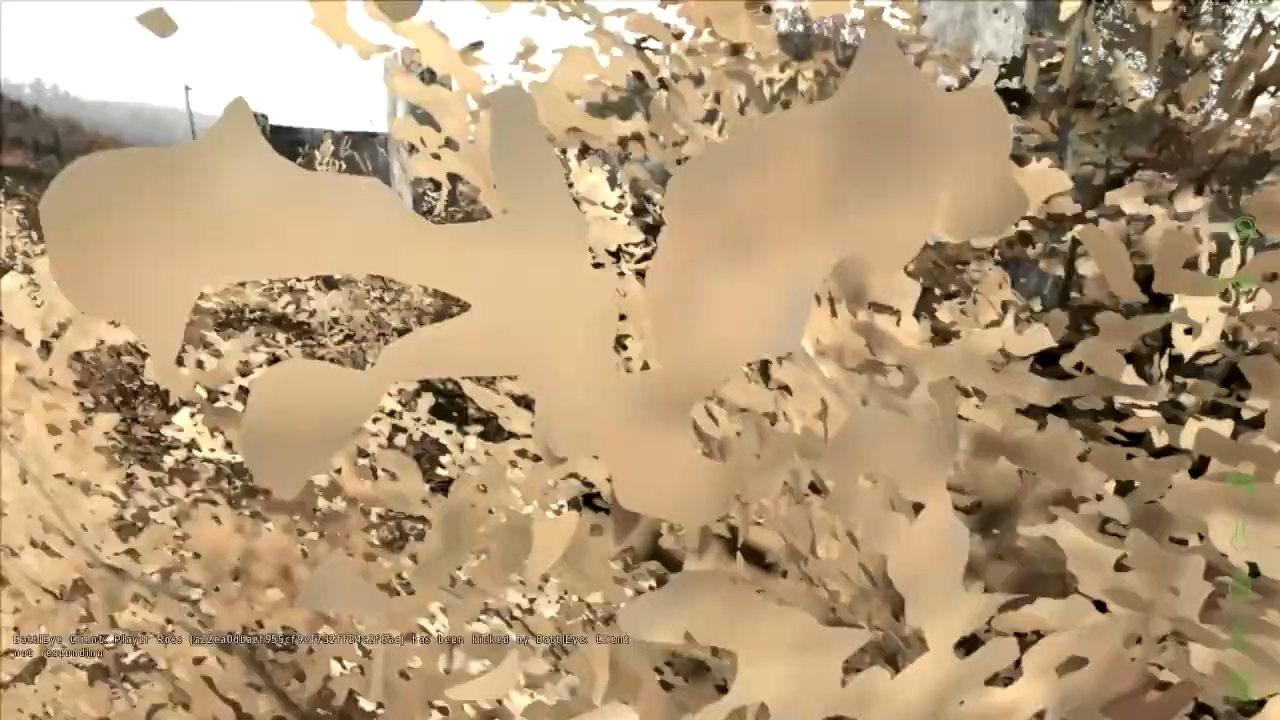 BattlEye Client: Player Ross has been kicked by BattlEye: Client
not responding